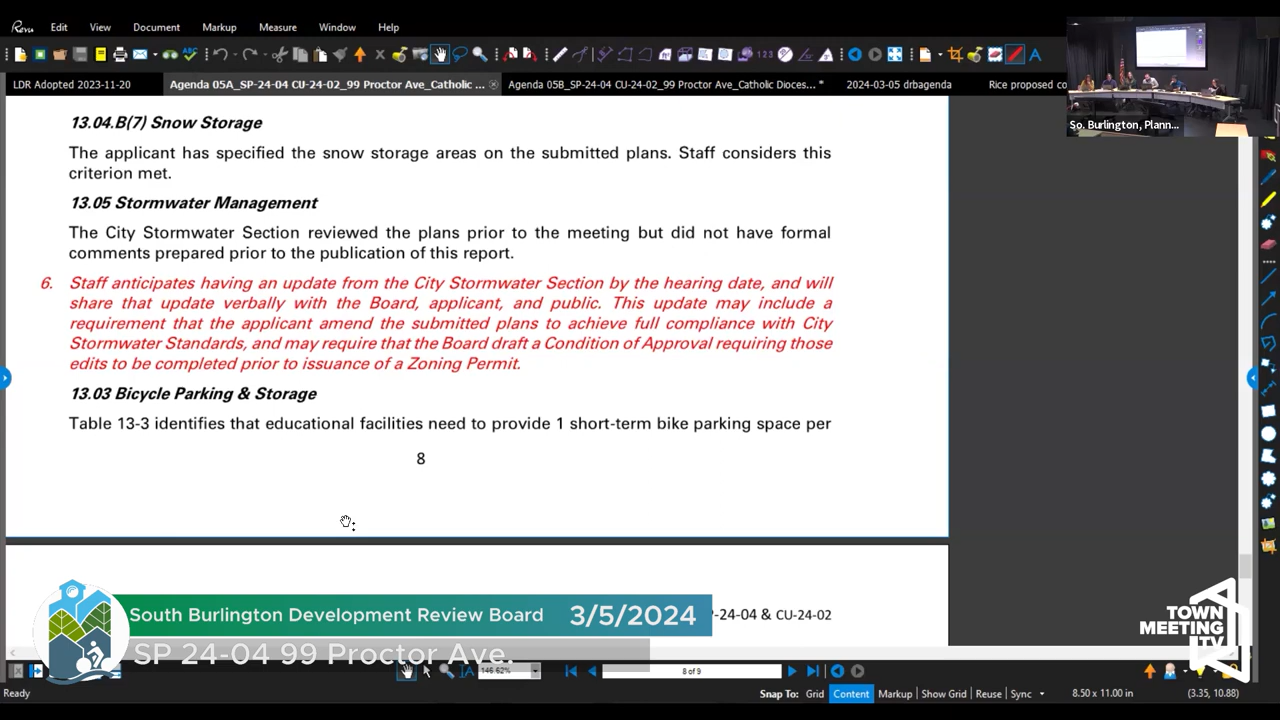 Revu Edit View Document Markup Measure Window Help
LDR Adopted 2023-11-20
Agenda 05A_SP-24-04 CU-24-02_99 Proctor Ave_Catholic ...
Agenda 05B_SP-24-04 CU-24-02_99 Proctor Ave_Catholic Dioces... *
2024-03-05 drbagenda
Rice proposed co
So. Burlington, Plann...
13.04.B(7) Snow Storage
The applicant has specified the snow storage areas on the submitted plans. Staff considers this
criterion met.
13.05 Stormwater Management
The City Stormwater Section reviewed the plans prior to the meeting but did not have formal
comments prepared prior to the publication of this report.
6. Staff anticipates having an update from the City Stormwater Section by the hearing date, and will
share that update verbally with the Board, applicant, and public. This update may include a
requirement that the applicant amend the submitted plans to achieve full compliance with City
Stormwater Standards, and may require that the Board draft a Condition of Approval requiring those
edits to be completed prior to issuance of a Zoning Permit.
13.03 Bicycle Parking & Storage
Table 13-3 identifies that educational facilities need to provide 1 short-term bike parking space per
8
P-24-04 & CU-24-02
South Burlington Development Review Board 3/5/2024
SP 24-04 99 Proctor Ave.
TOWN
MEETING
TV
146.62%
8 of 9
Ready
Snap To: Grid Content Markup Show Grid Reuse Sync
8.50 x 11.00 in
(3.35, 10.88)